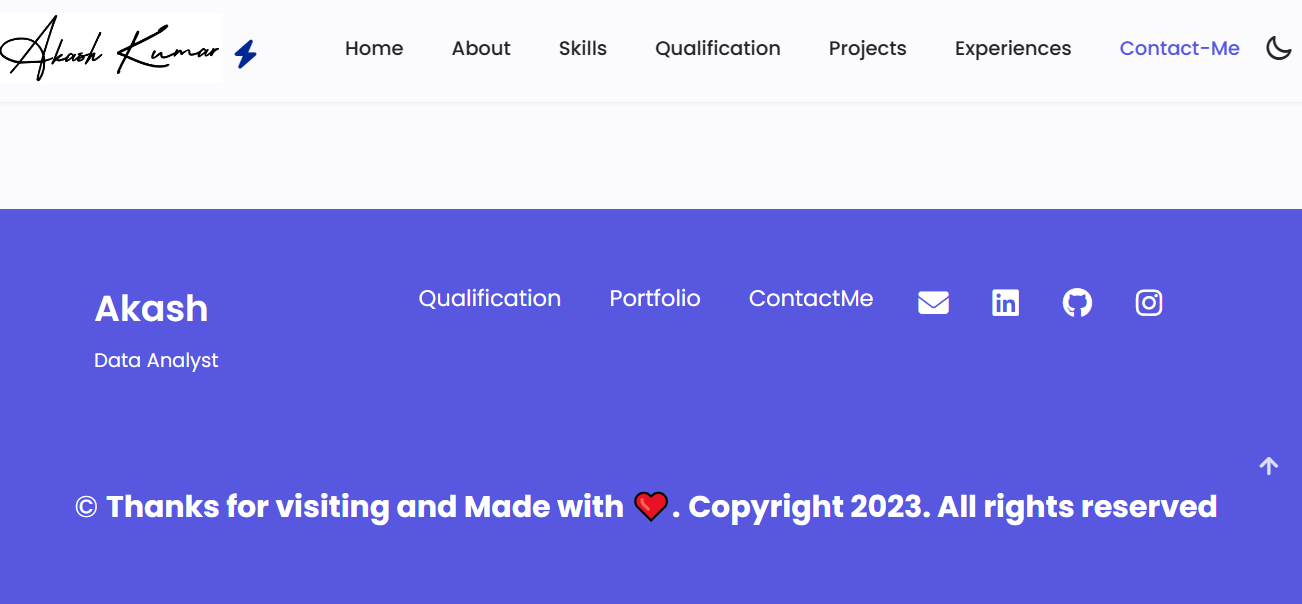 Akash Kumar
Home About Skills Qualification Projects Experiences Contact-Me
Akash
Qualification Portfolio ContactMe
Data Analyst
© Thanks for visiting and Made with ❤️. Copyright 2023. All rights reserved